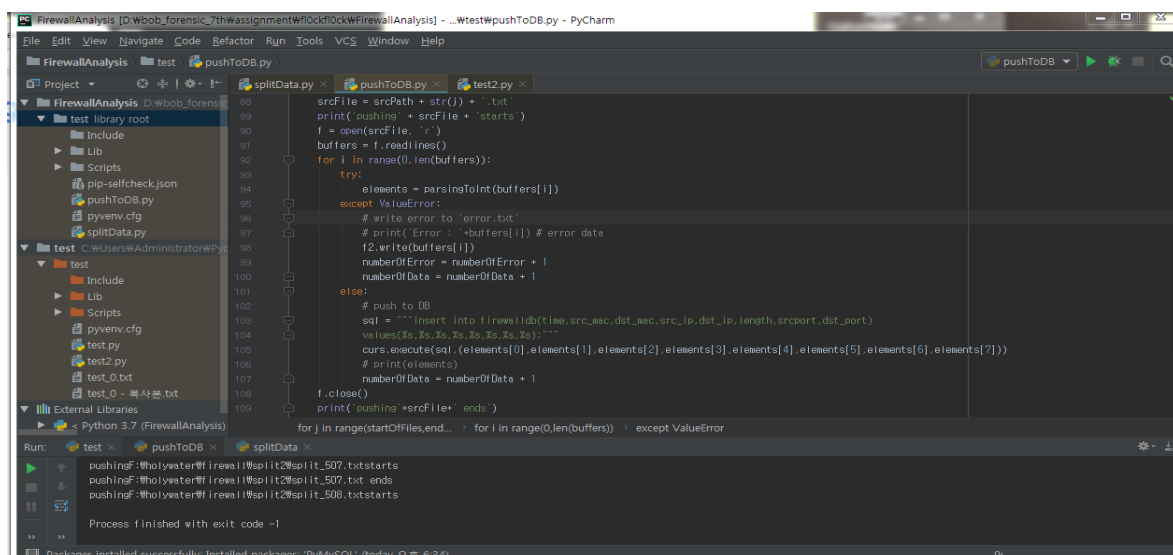 FirewallAnalysis [D:₩bob_forensic_7th₩assignment₩fl0ckfl0ck₩FirewallAnalysis] - ...₩test₩pushToDB.py - PyCharm
File Edit View Navigate Code Refactor Run Tools VCS Window Help
FirewallAnalysis test pushToDB.py pushToDB
Project splitData.py pushToDB.py test2.py
FirewallAnalysis D:₩bob_forensic
test library root
Include
Lib
Scripts
pip-selfcheck.json
pushToDB.py
pyvenv.cfg
splitData.py
test C:₩Users₩Administrator₩Pyc
test
Include
Lib
Scripts
pyvenv.cfg
test.py
test2.py
test_0.txt
test_0 - 복사본.txt
External Libraries
< Python 3.7 (FirewallAnalysis)
88 srcFile = srcPath + str(j) + '.txt'
89 print('pushing' + srcFile + 'starts')
90 f = open(srcFile, 'r')
91 buffers = f.readlines()
92 for i in range(0,len(buffers)):
93 try:
94 elements = parsingToInt(buffers[i])
95 except ValueError:
96 # write error to 'error.txt'
97 # print('Error : '+buffers[i]) # error data
98 f2.write(buffers[i])
99 numberOfError = numberOfError + 1
100 numberOfData = numberOfData + 1
101 else:
102 # push to DB
103 sql = """insert into firewalldb(time,src_mac,dst_mac,src_ip,dst_ip,length,srcport,dst_port)
104 values(%s,%s,%s,%s,%s,%s,%s,%s);"""
105 curs.execute(sql,(elements[0],elements[1],elements[2],elements[3],elements[4],elements[5],elements[6],elements[7]))
106 # print(elements)
107 numberOfData = numberOfData + 1
108 f.close()
109 print('pushing'+srcFile+' ends')
for j in range(startOfFiles,end... for i in range(0,len(buffers)) except ValueError
Run: test pushToDB splitData
pushingF:₩holywater₩firewall₩split2₩split_507.txtstarts
pushingF:₩holywater₩firewall₩split2₩split_507.txt ends
pushingF:₩holywater₩firewall₩split2₩split_508.txtstarts
Process finished with exit code -1
Packages installed successfully: Installed packages: 'PyMySQL' (today 오후 6:34)